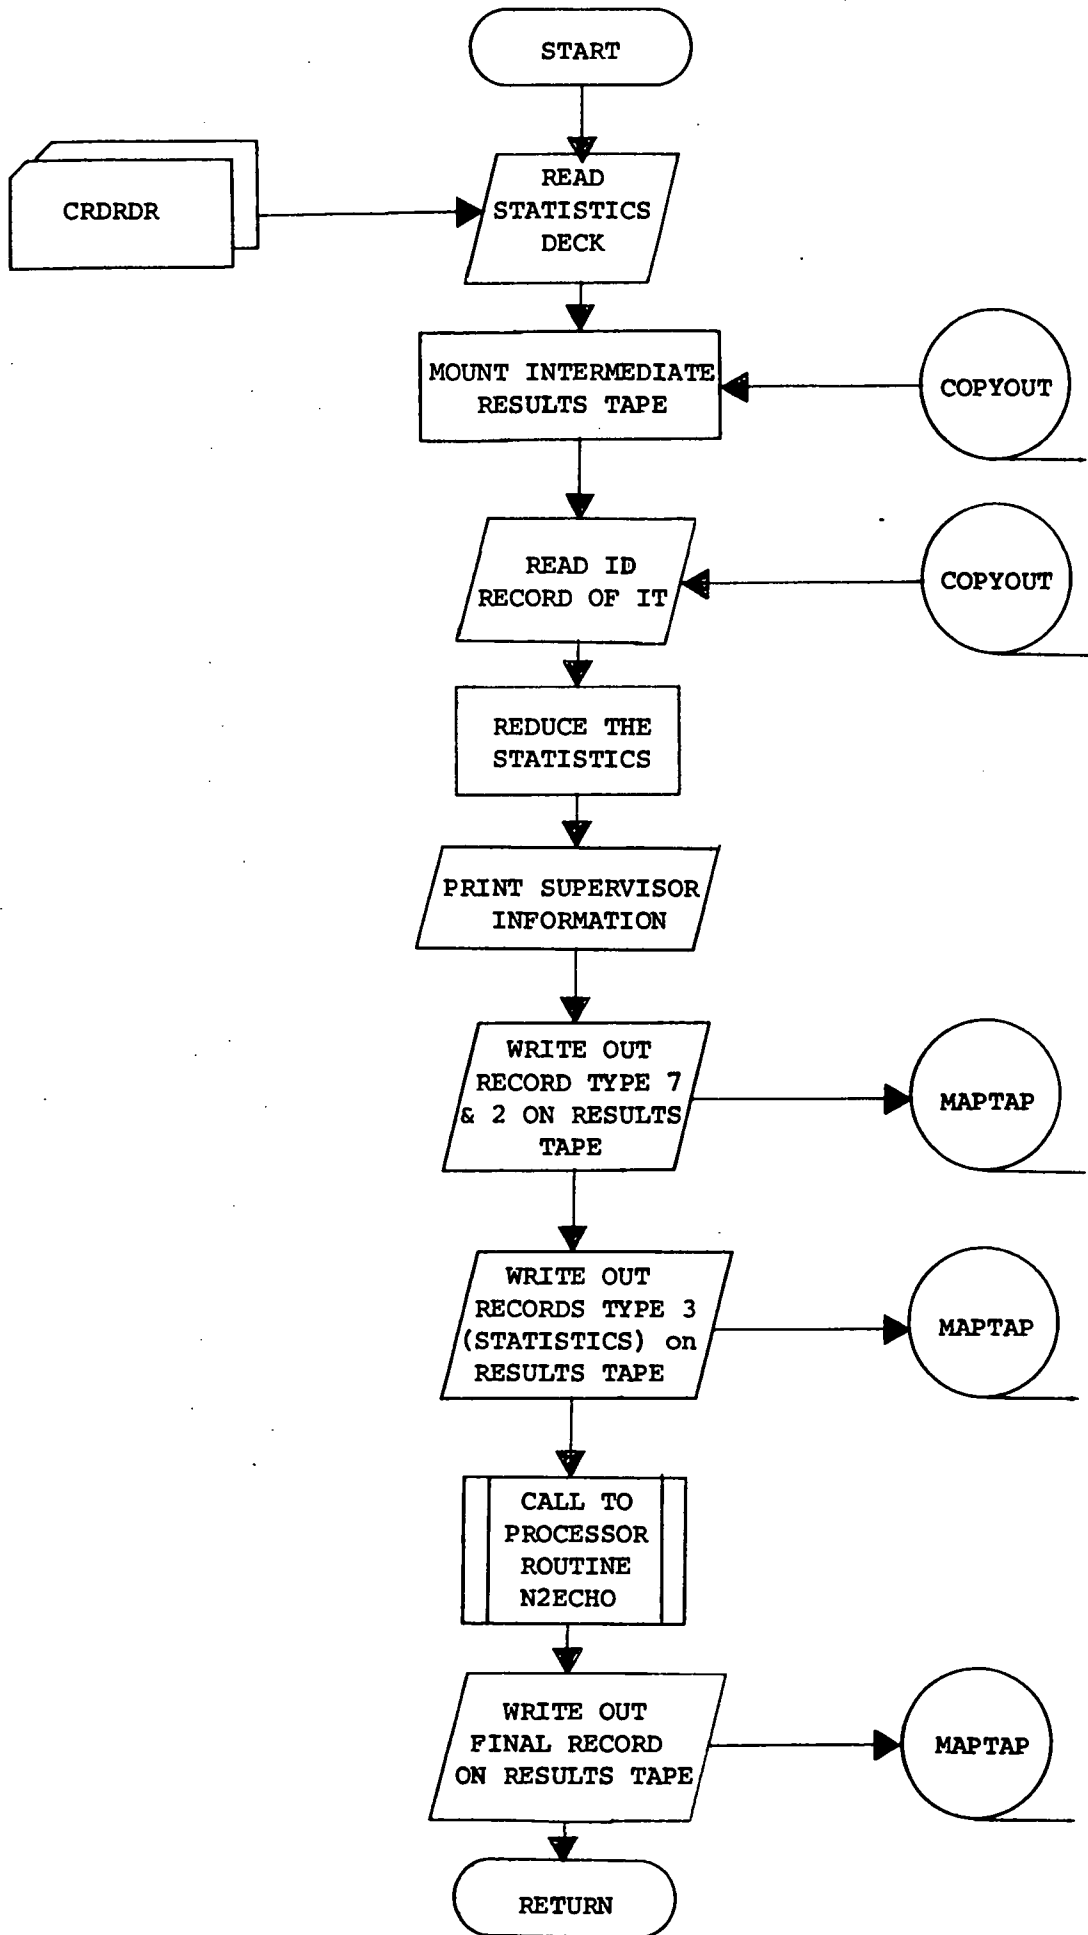 START
CRDRDR
READ
STATISTICS
DECK
MOUNT INTERMEDIATE
RESULTS TAPE
COPYOUT
READ ID
RECORD OF IT
COPYOUT
REDUCE THE
STATISTICS
PRINT SUPERVISOR
INFORMATION
WRITE OUT
RECORD TYPE 7
& 2 ON RESULTS
TAPE
MAPTAP
WRITE OUT
RECORDS TYPE 3
(STATISTICS) on
RESULTS TAPE
MAPTAP
CALL TO
PROCESSOR
ROUTINE
N2ECHO
WRITE OUT
FINAL RECORD
ON RESULTS TAPE
MAPTAP
RETURN